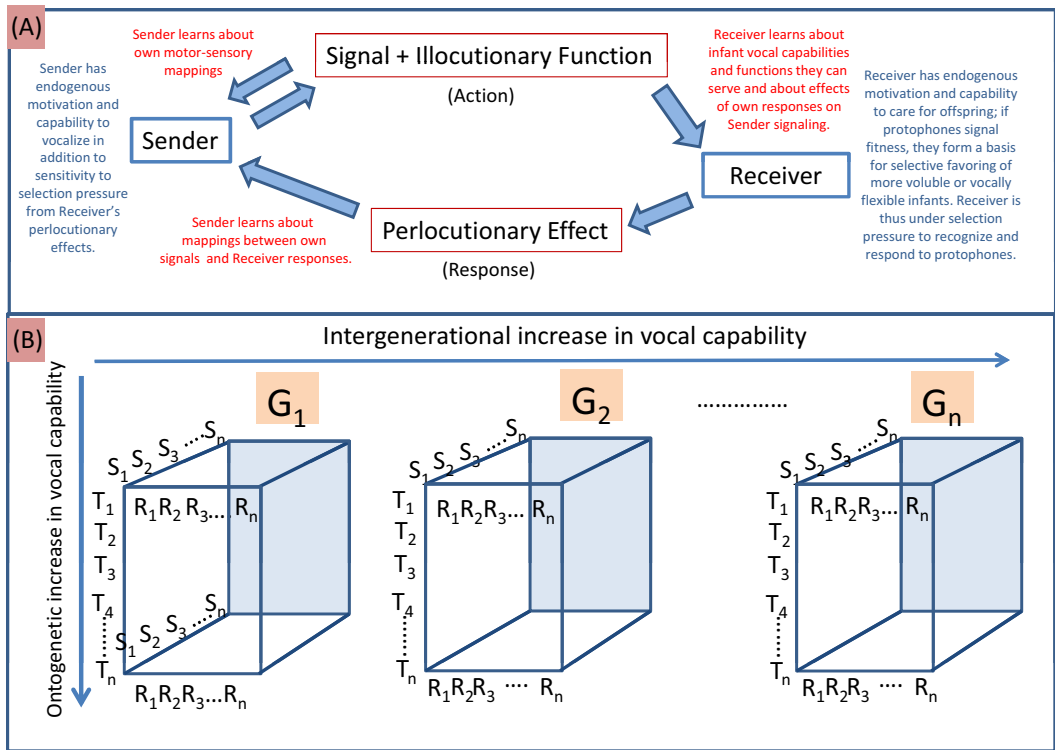 (A)
Sender learns about
own motor-sensory
mappings
Signal + Illocutionary Function
(Action)
Receiver learns about
infant vocal capabilities
and functions they can
serve and about effects
of own responses on
Sender signaling.
Sender has
endogenous
motivation and
capability to
vocalize in
addition to
sensitivity to
selection pressure
from Receiver's
perlocutionary
effects.
Sender
Receiver
Receiver has endogenous
motivation and capability
to care for offspring; if
protophones signal
fitness, they form a basis
for selective favoring of
more voluble or vocally
flexible infants. Receiver is
thus under selection
pressure to recognize and
respond to protophones.
Sender learns about
mappings between own
signals and Receiver responses.
Perlocutionary Effect
(Response)
(B)
Intergenerational increase in vocal capability
Ontogenetic increase in vocal capability
G1
S1 S2 S3 ..... Sn
T1
T2
T3
T4
.......
Tn
R1R2 R3.... Rn
S1 S2 S3 ..... Sn
R1R2R3...Rn
G2
S1 S2 S3..... Sn
T1
T2
T3
T4
.......
Tn
R1R2R3... Rn
R1R2R3 .... Rn
...............
Gn
S1 S2 S3..... Sn
T1
T2
T3
T4
.......
Tn
R1R2R3... Rn
R1R2R3 .... Rn